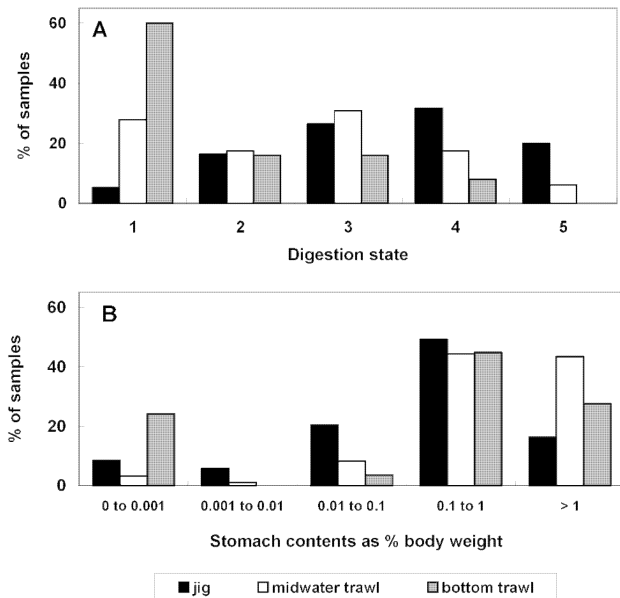 A
60
40
20
0
% of samples
1 2 3 4 5
Digestion state
B
60
40
20
0
% of samples
0 to 0.001 0.001 to 0.01 0.01 to 0.1 0.1 to 1 > 1
Stomach contents as % body weight
jig midwater trawl bottom trawl